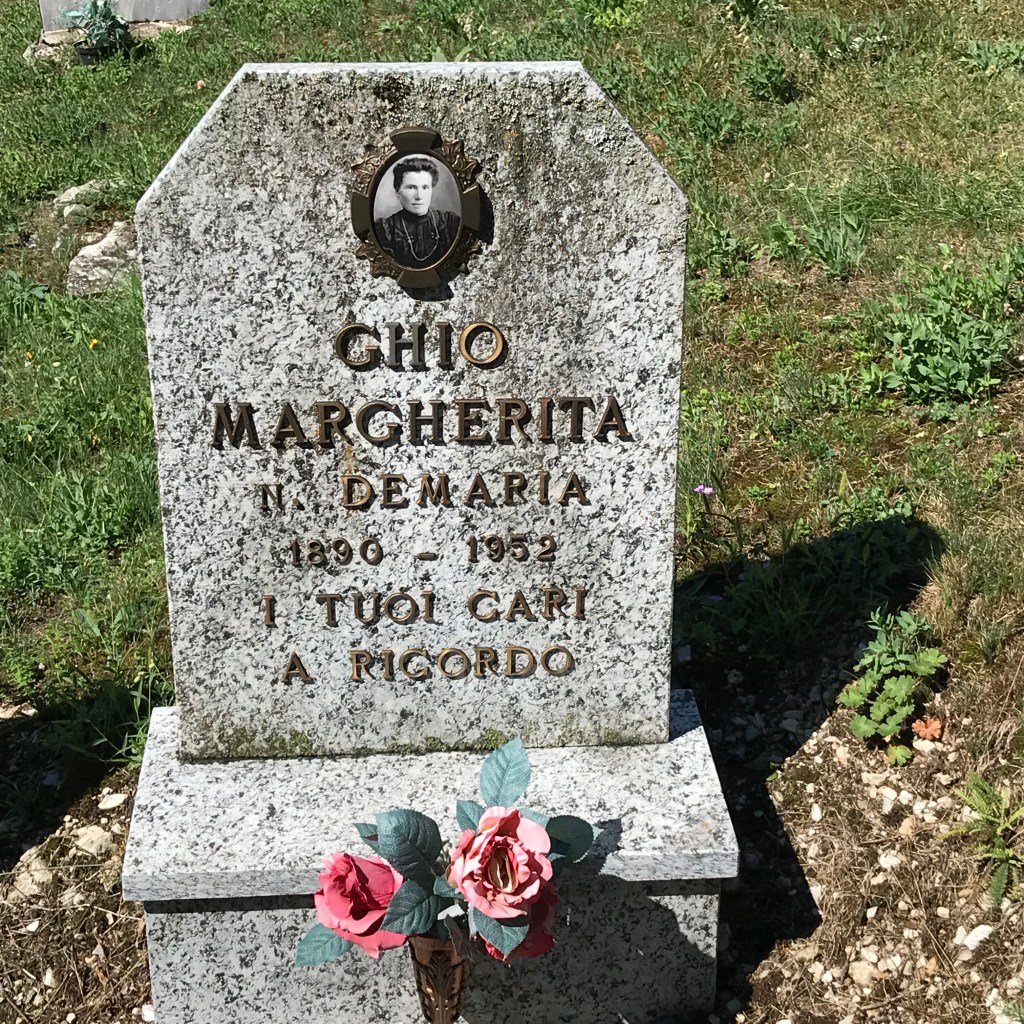 GHIO
MARGHERITA
N. DEMARIA
1890 - 1952
I TUOI CARI
A RICORDO